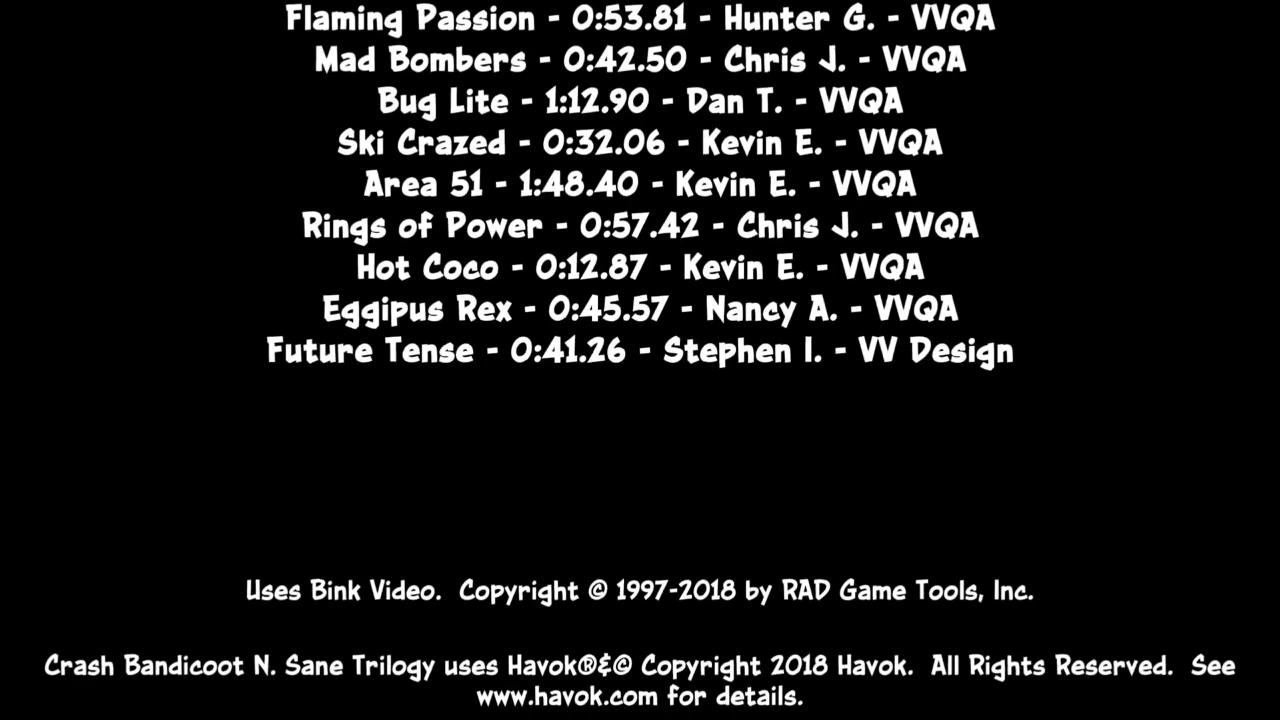 Flaming Passion - 0:53.81 - Hunter G. - VVQA
Mad Bombers - 0:42.50 - Chris J. - VVQA
Bug Lite - 1:12.90 - Dan T. - VVQA
Ski Crazed - 0:32.06 - Kevin E. - VVQA
Area 51 - 1:48.40 - Kevin E. - VVQA
Rings of Power - 0:57.42 - Chris J. - VVQA
Hot Coco - 0:12.87 - Kevin E. - VVQA
Eggipus Rex - 0:45.57 - Nancy A. - VVQA
Future Tense - 0:41.26 - Stephen I. - VV Design
Uses Bink Video.  Copyright © 1997-2018 by RAD Game Tools, Inc.
Crash Bandicoot N. Sane Trilogy uses Havok®&© Copyright 2018 Havok.  All Rights Reserved.  See
www.havok.com for details.